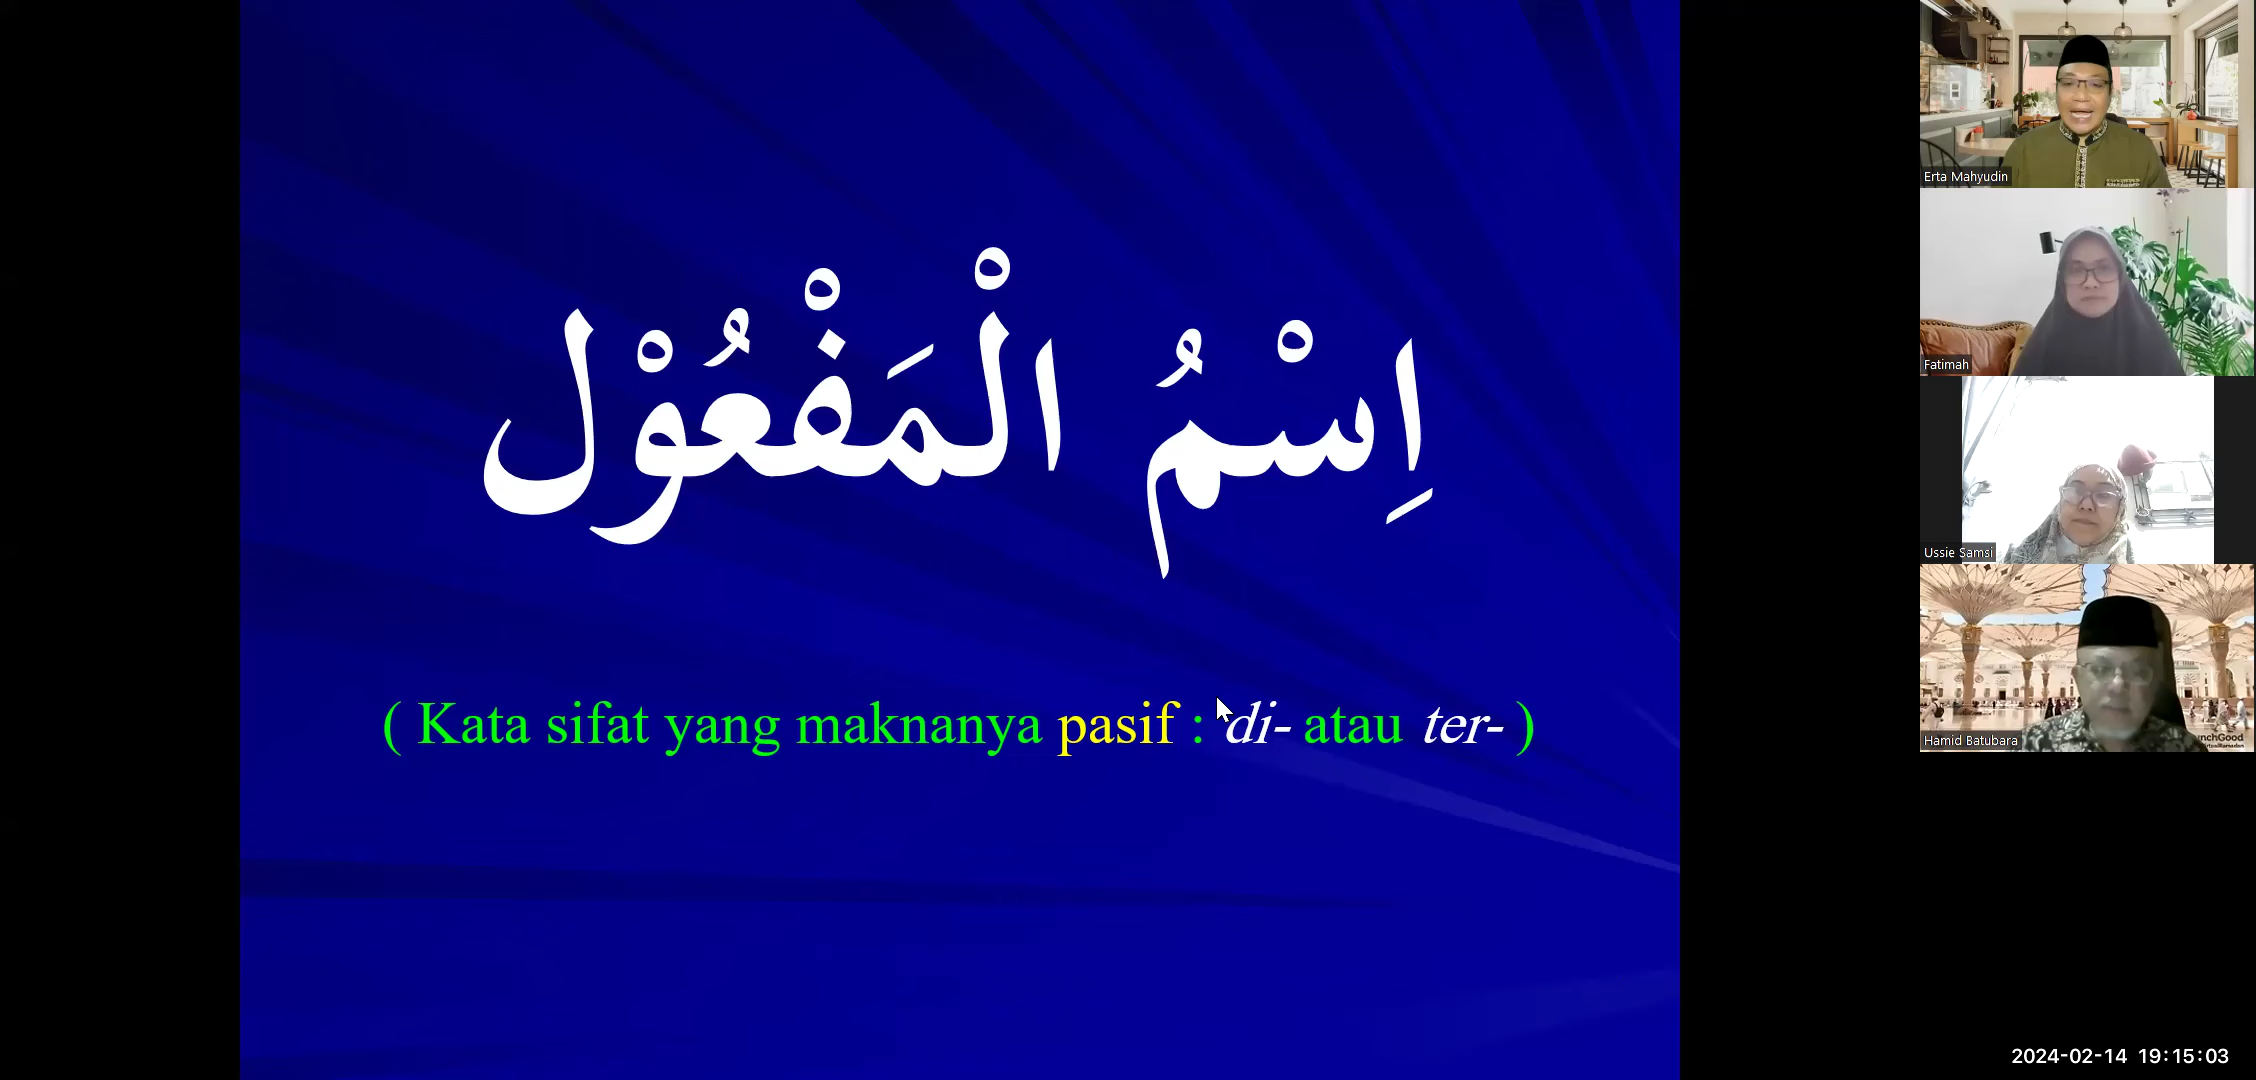 اِسْمُ الْمَفْعُوْل
( Kata sifat yang maknanya pasif : di- atau ter- )
Erta Mahyudin
Fatimah
Ussie Samsi
Hamid Batubara
2024-02-14 19:15:03